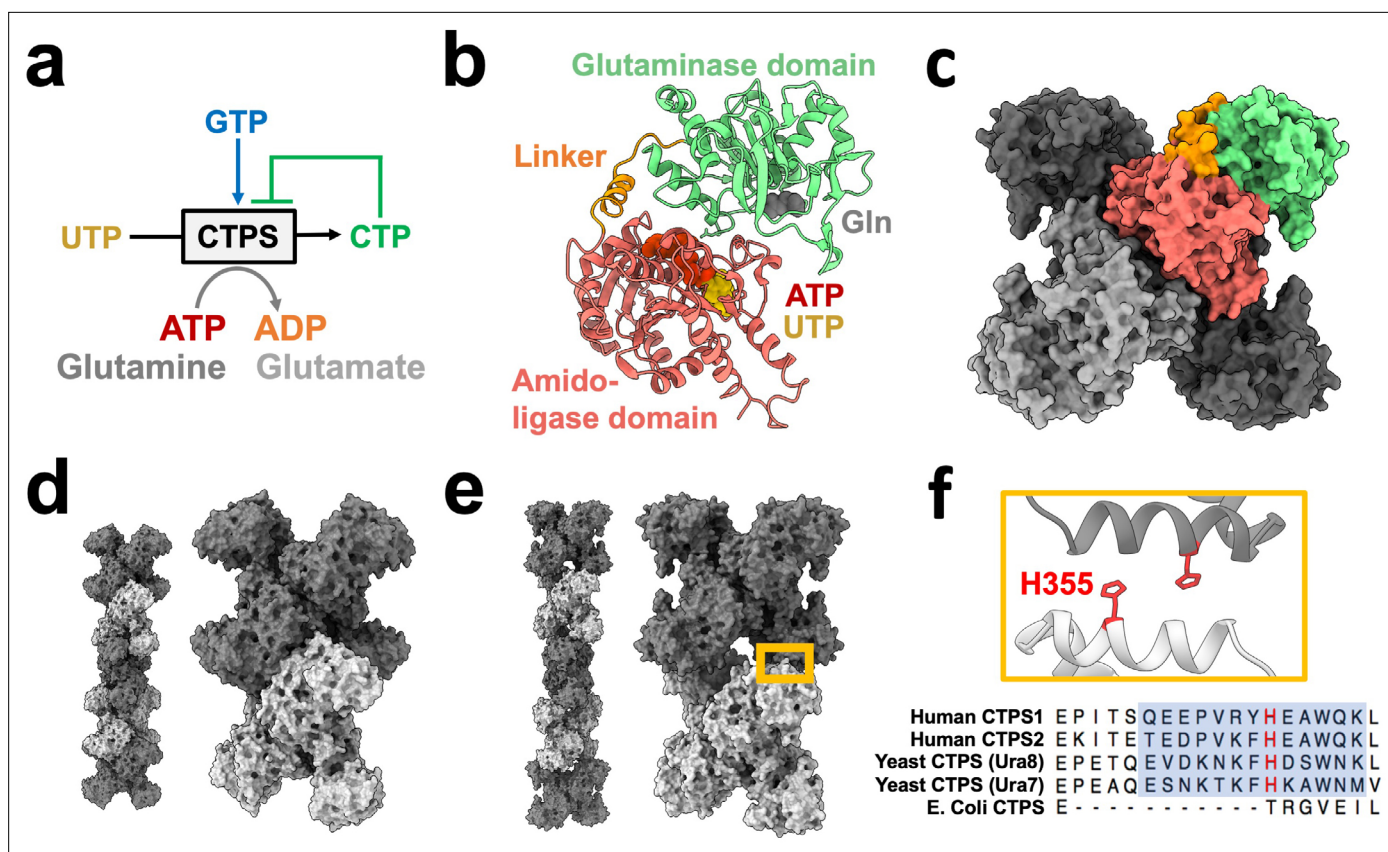 a
GTP
UTP
CTPS
CTP
ATP ADP
Glutamine Glutamate
b
Glutaminase domain
Linker
Gln
ATP
UTP
Amido-
ligase domain
c
d
e
f
H355
Human CTPS1 E P I T S Q E E P V R Y H E A W Q K L
Human CTPS2 E K I T E T E D P V K F H E A W Q K L
Yeast CTPS (Ura8) E P E T Q E V D K N K F H D S W N K L
Yeast CTPS (Ura7) E P E A Q E S N K T K F H K A W N M V
E. Coli CTPS E - - - - - - - - - - - T R G V E I L